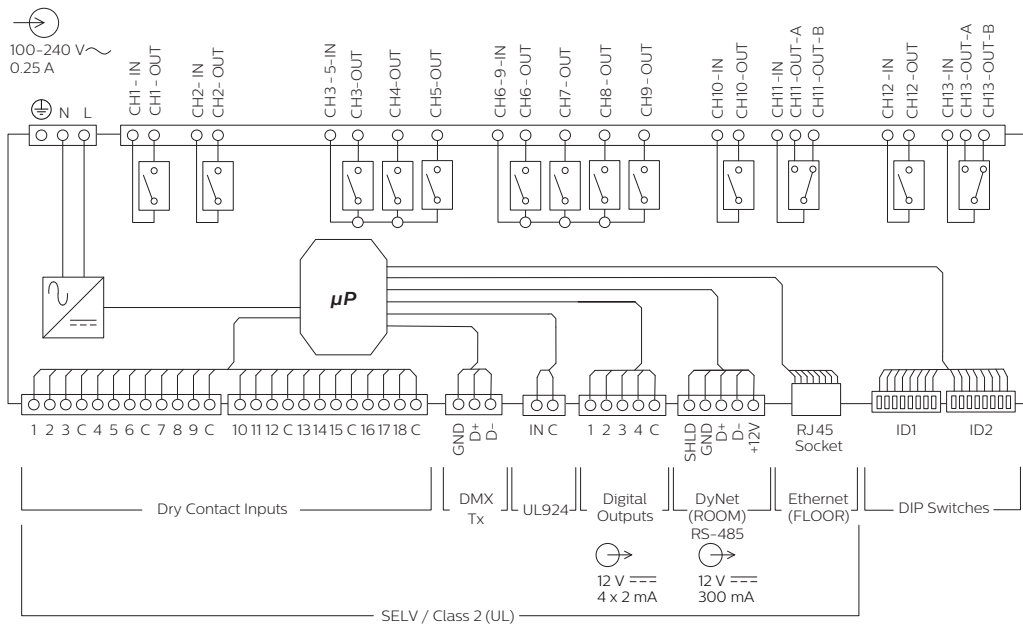 100-240 V~
0.25 A
N L
CH1-IN
CH1-OUT
CH2-IN
CH2-OUT
CH3-5-IN
CH3-OUT
CH4-OUT
CH5-OUT
CH6-9-IN
CH6-OUT
CH7-OUT
CH8-OUT
CH9-OUT
CH10-IN
CH10-OUT
CH11-IN
CH11-OUT-A
CH11-OUT-B
CH12-IN
CH12-OUT
CH13-IN
CH13-OUT-A
CH13-OUT-B
µP
1 2 3 C 4 5 6 C 7 8 9 C
10 11 12 C 13 14 15 C 16 17 18 C
GND
D+
D-
IN C
1 2 3 4 C
SHLD
GND
D+
D-
+12V
RJ45
Socket
ID1
ID2
Dry Contact Inputs
DMX
Tx
UL924
Digital
Outputs
DyNet
(ROOM)
RS-485
Ethernet
(FLOOR)
DIP Switches
12 V
4 x 2 mA
12 V
300 mA
SELV / Class 2 (UL)